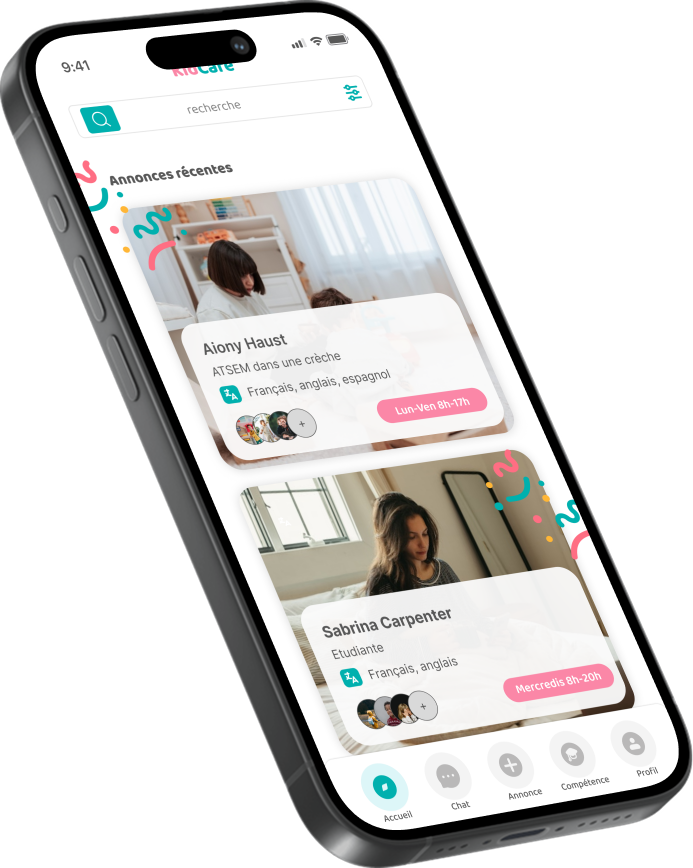 9:41
KidCare
recherche
Annonces récentes
Aiony Haust
ATSEM dans une crèche
Français, anglais, espagnol
Lun-Ven 8h-17h
+
Sabrina Carpenter
Etudiante
Français, anglais
Mercredis 8h-20h
+
Accueil
Chat
Annonce
Compétence
Profil